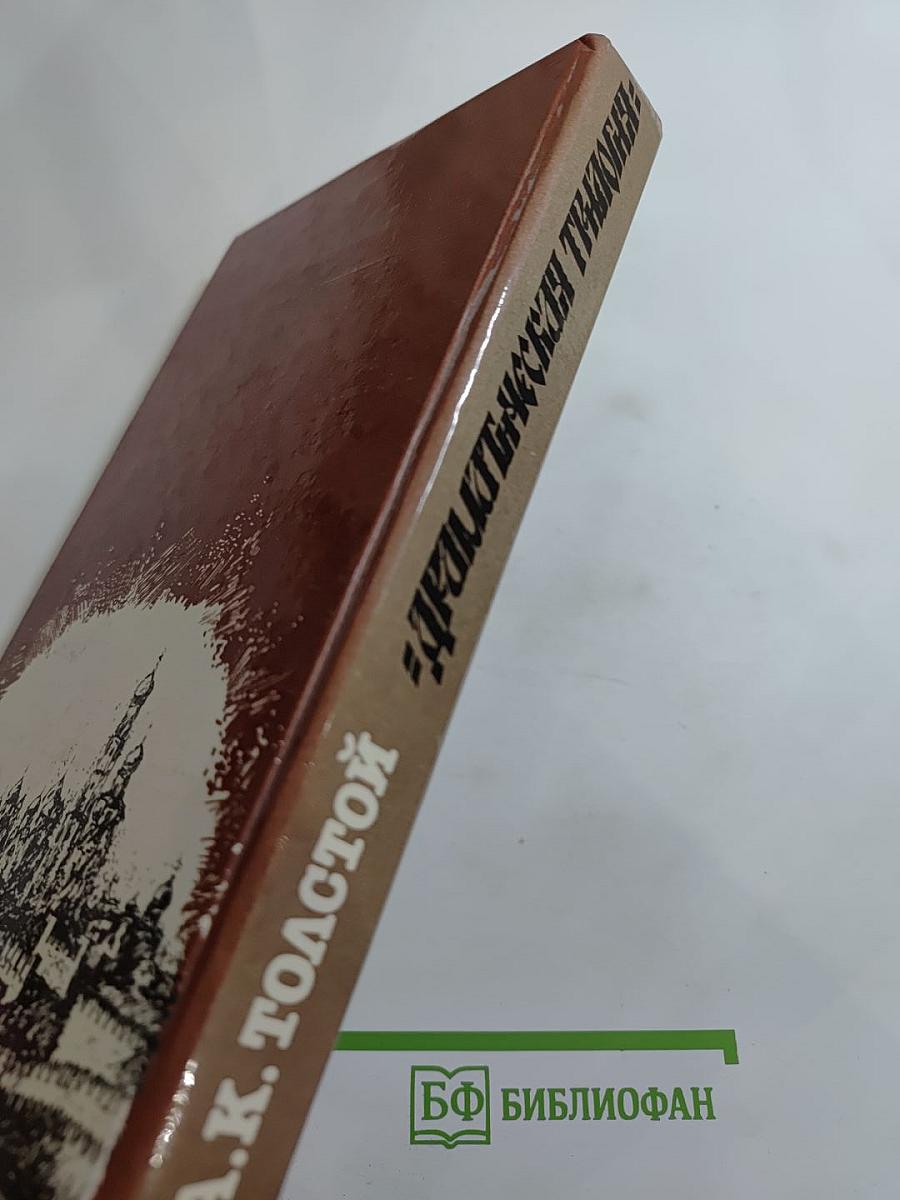 А.К. ТОЛСТОЙ
=ДРАМАТИЧЕСКАЯ ТРИЛОГИЯ=
БФ БИБЛИОФАН